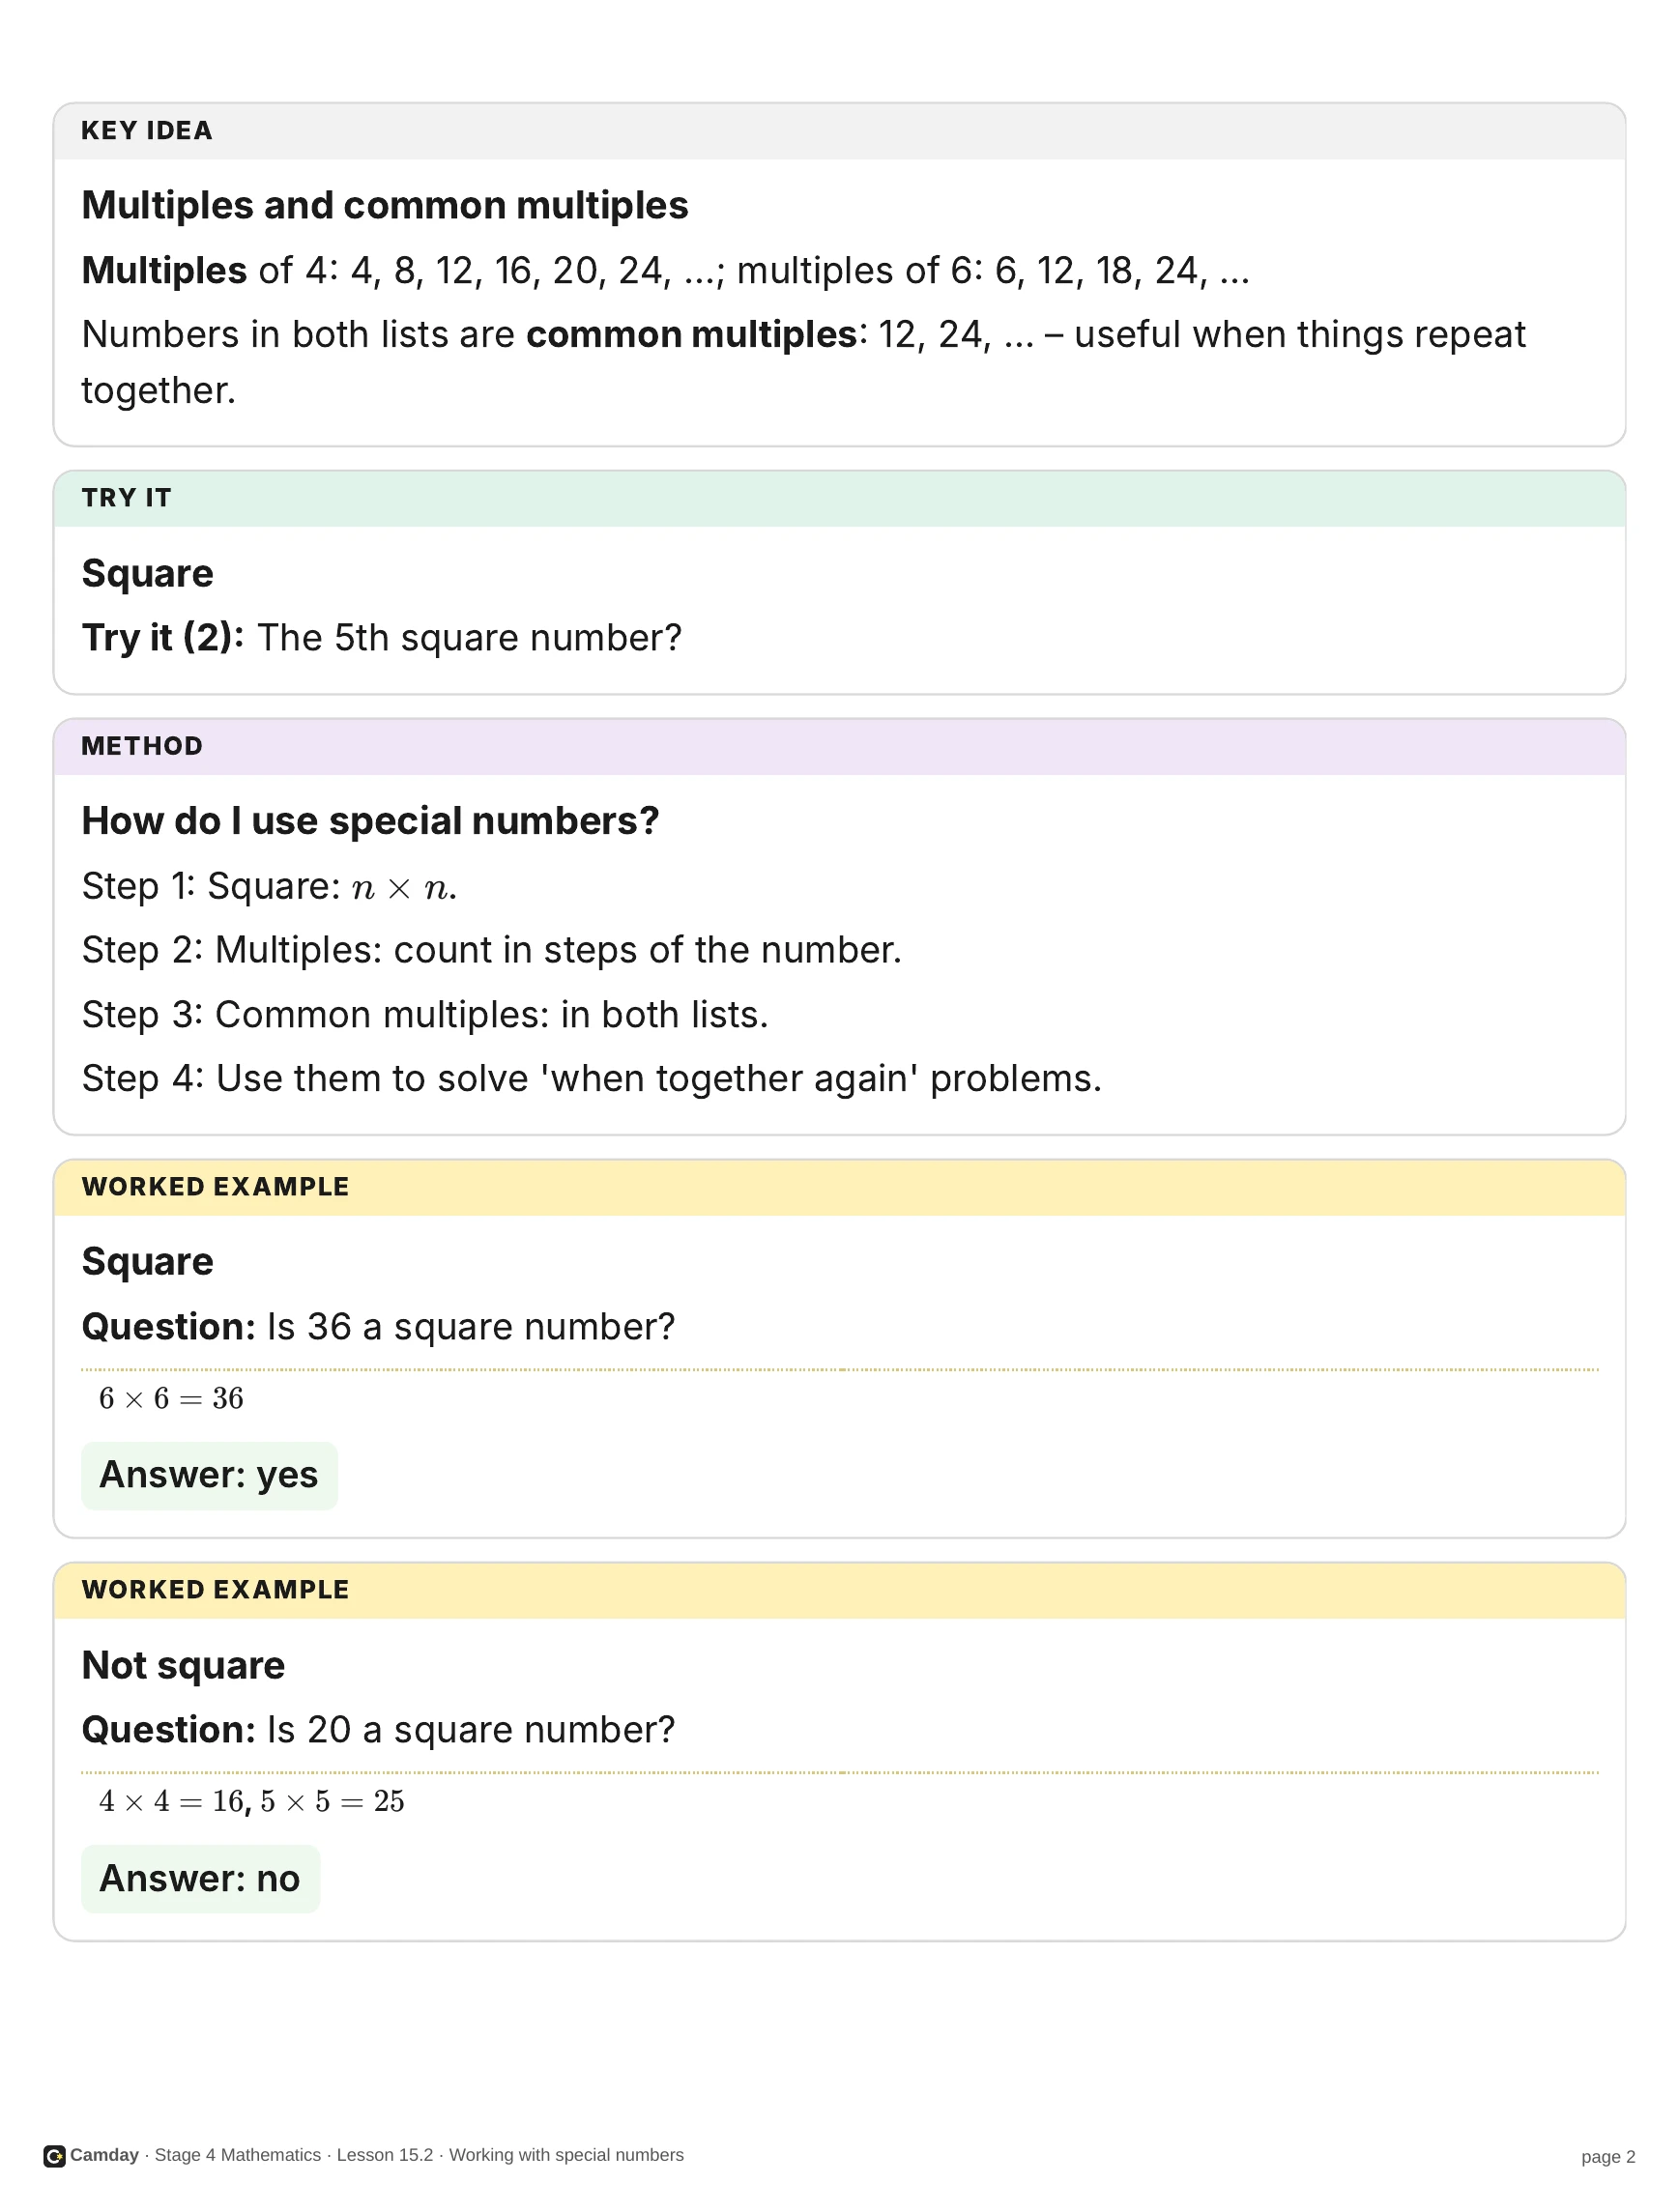 KEY IDEA
Multiples and common multiples
Multiples of 4: 4, 8, 12, 16, 20, 24, ...; multiples of 6: 6, 12, 18, 24, ...
Numbers in both lists are common multiples: 12, 24, ... – useful when things repeat
together.
TRY IT
Square
Try it (2): The 5th square number?
METHOD
How do I use special numbers?
Step 1: Square: n × n.
Step 2: Multiples: count in steps of the number.
Step 3: Common multiples: in both lists.
Step 4: Use them to solve 'when together again' problems.
WORKED EXAMPLE
Square
Question: Is 36 a square number?
6 × 6 = 36
Answer: yes
WORKED EXAMPLE
Not square
Question: Is 20 a square number?
4 × 4 = 16, 5 × 5 = 25
Answer: no
Camday · Stage 4 Mathematics · Lesson 15.2 · Working with special numbers page 2